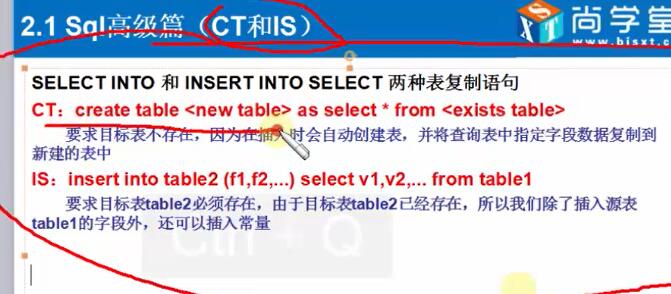 2.1 Sql高级篇（CT和IS）
尚学堂
www.bjsxt.com
SELECT INTO 和 INSERT INTO SELECT 两种表复制语句
CT：create table <new table> as select * from <exists table>
要求目标表不存在，因为在插入时会自动创建表，并将查询表中指定字段数据复制到
新建的表中
IS：insert into table2 (f1,f2,...) select v1,v2,... from table1
要求目标表table2必须存在，由于目标表table2已经存在，所以我们除了插入源表
table1的字段外，还可以插入常量
Ctrl + Q